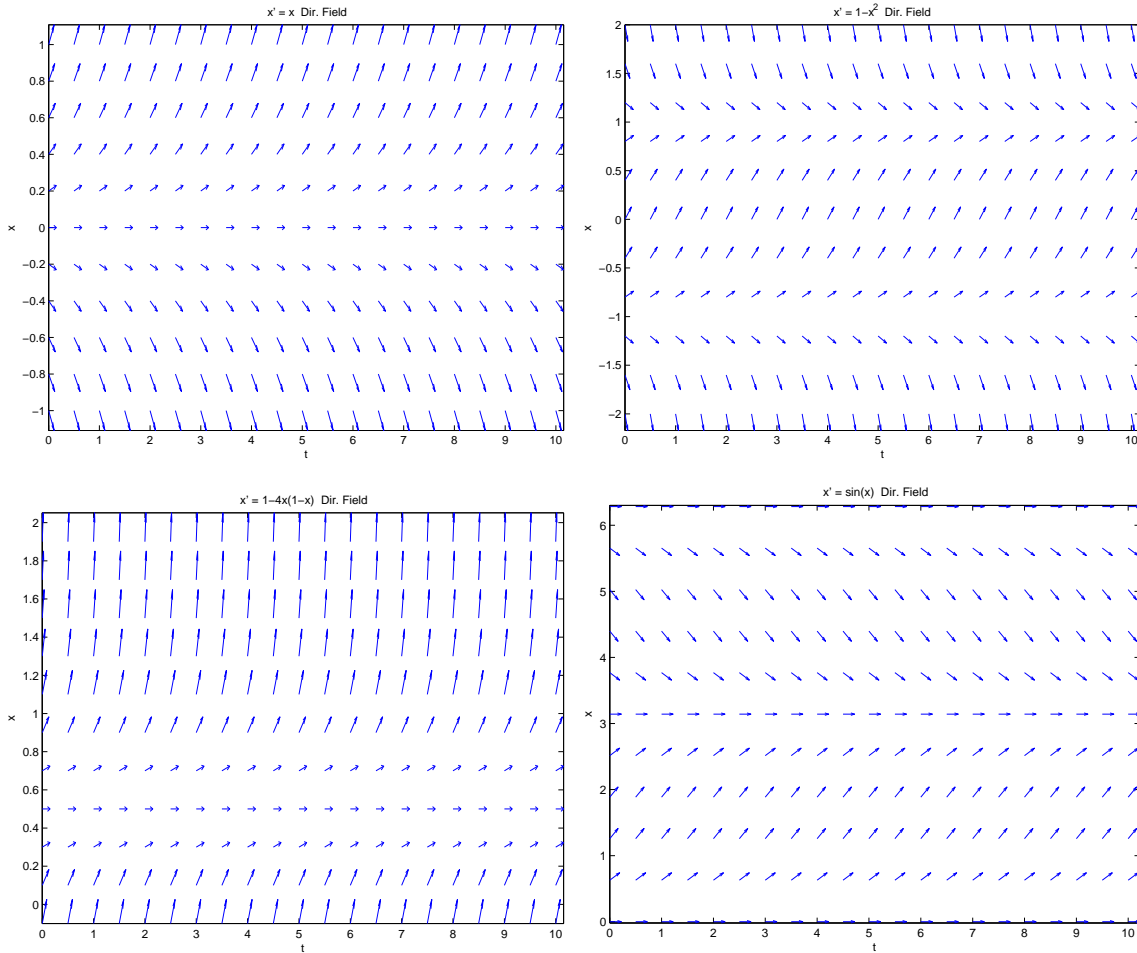 x' = x  Dir. Field
1
0.8
0.6
0.4
0.2
0
−0.2
−0.4
−0.6
−0.8
−1
x
0 1 2 3 4 5 6 7 8 9 10
t
x' = 1−x²  Dir. Field
2
1.5
1
0.5
0
−0.5
−1
−1.5
−2
x
0 1 2 3 4 5 6 7 8 9 10
t
x' = 1−4x(1−x)  Dir. Field
2
1.8
1.6
1.4
1.2
1
0.8
0.6
0.4
0.2
0
x
0 1 2 3 4 5 6 7 8 9 10
t
x' = sin(x)  Dir. Field
6
5
4
3
2
1
0
x
0 1 2 3 4 5 6 7 8 9 10
t